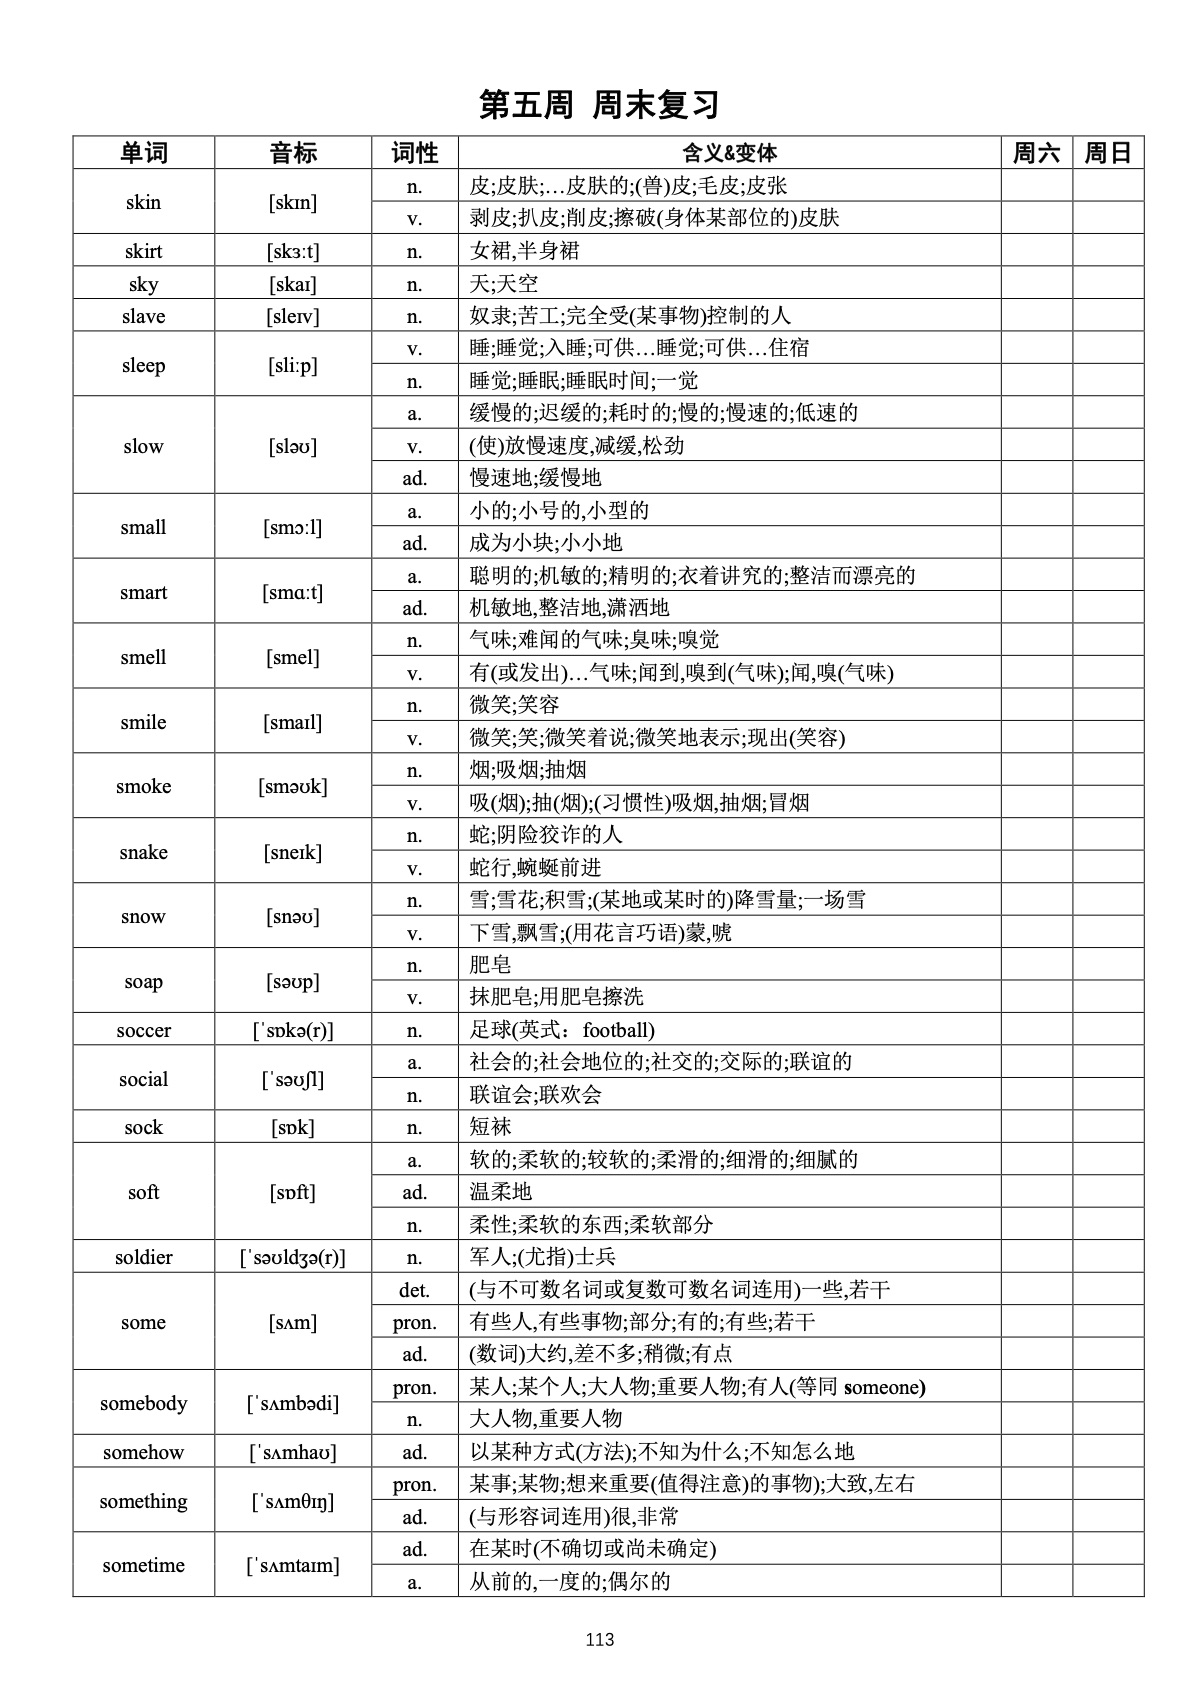 第五周 周末复习
单词 音标 词性 含义&变体 周六 周日
skin [skɪn] n. 皮;皮肤;…皮肤的;(兽)皮;毛皮;皮张
v. 剥皮;扒皮;削皮;擦破(身体某部位的)皮肤
skirt [skɜːt] n. 女裙,半身裙
sky [skaɪ] n. 天;天空
slave [sleɪv] n. 奴隶;苦工;完全受(某事物)控制的人
sleep [sliːp] v. 睡;睡觉;入睡;可供…睡觉;可供…住宿
n. 睡觉;睡眠;睡眠时间;一觉
slow [sləʊ] a. 缓慢的;迟缓的;耗时的;慢的;慢速的;低速的
v. (使)放慢速度,减缓,松劲
ad. 慢速地;缓慢地
small [smɔːl] a. 小的;小号的,小型的
ad. 成为小块;小小地
smart [smɑːt] a. 聪明的;机敏的;精明的;衣着讲究的;整洁而漂亮的
ad. 机敏地,整洁地,潇洒地
smell [smel] n. 气味;难闻的气味;臭味;嗅觉
v. 有(或发出)…气味;闻到,嗅到(气味);闻,嗅(气味)
smile [smaɪl] n. 微笑;笑容
v. 微笑;笑;微笑着说;微笑地表示;现出(笑容)
smoke [sməʊk] n. 烟;吸烟;抽烟
v. 吸(烟);抽(烟);(习惯性)吸烟,抽烟;冒烟
snake [sneɪk] n. 蛇;阴险狡诈的人
v. 蛇行,蜿蜒前进
snow [snəʊ] n. 雪;雪花;积雪;(某地或某时的)降雪量;一场雪
v. 下雪,飘雪;(用花言巧语)蒙,唬
soap [səʊp] n. 肥皂
v. 抹肥皂;用肥皂擦洗
soccer [ˈsɒkə(r)] n. 足球(英式：football)
social [ˈsəʊʃl] a. 社会的;社会地位的;社交的;交际的;联谊的
n. 联谊会;联欢会
sock [sɒk] n. 短袜
soft [sɒft] a. 软的;柔软的;较软的;柔滑的;细滑的;细腻的
ad. 温柔地
n. 柔性;柔软的东西;柔软部分
soldier [ˈsəʊldʒə(r)] n. 军人;(尤指)士兵
some [sʌm] det. (与不可数名词或复数可数名词连用)一些,若干
pron. 有些人,有些事物;部分;有的;有些;若干
ad. (数词)大约,差不多;稍微;有点
somebody [ˈsʌmbədi] pron. 某人;某个人;大人物;重要人物;有人(等同 someone)
n. 大人物,重要人物
somehow [ˈsʌmhaʊ] ad. 以某种方式(方法);不知为什么;不知怎么地
something [ˈsʌmθɪŋ] pron. 某事;某物;想来重要(值得注意)的事物);大致,左右
ad. (与形容词连用)很,非常
sometime [ˈsʌmtaɪm] ad. 在某时(不确切或尚未确定)
a. 从前的,一度的;偶尔的
113